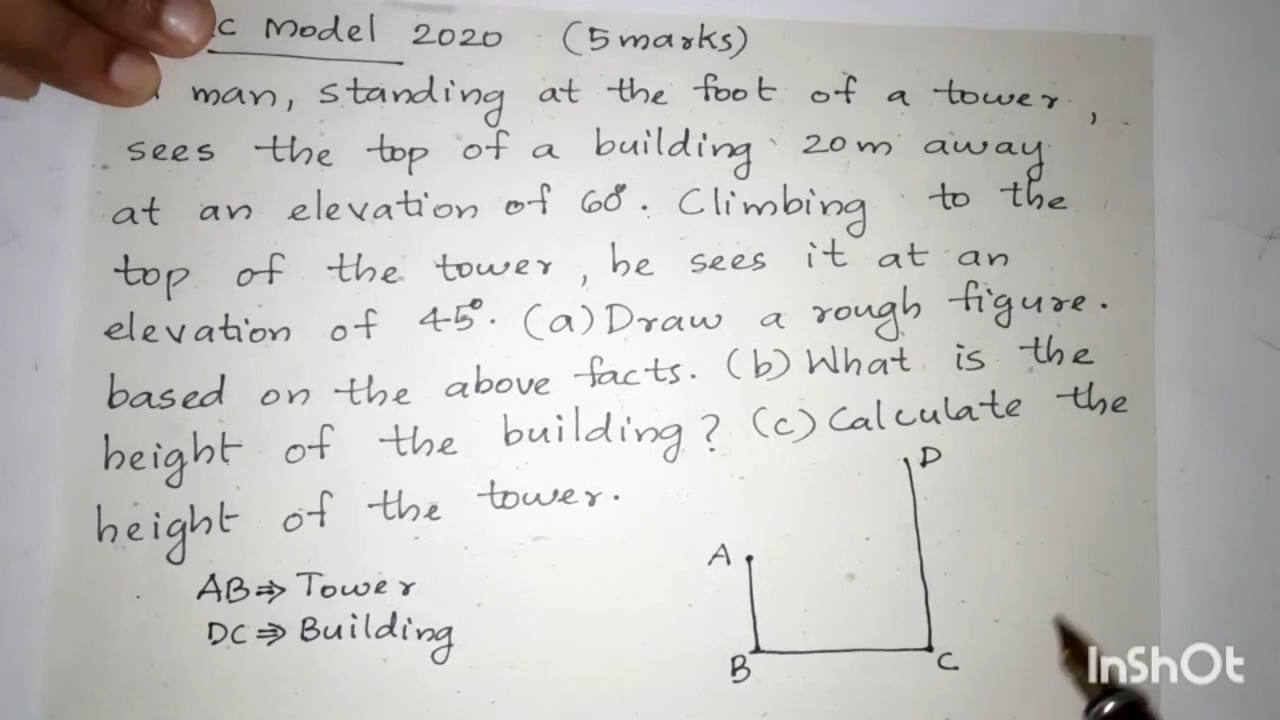 c Model 2020 (5 marks)
man, standing at the foot of a tower,
sees the top of a building 20m away
at an elevation of 60°. Climbing to the
top of the tower, he sees it at an
elevation of 45°. (a) Draw a rough figure.
based on the above facts. (b) What is the
height of the building? (c) Calculate the
height of the tower.
D
A
AB ⇒ Tower
DC ⇒ Building
B
C
InShOt